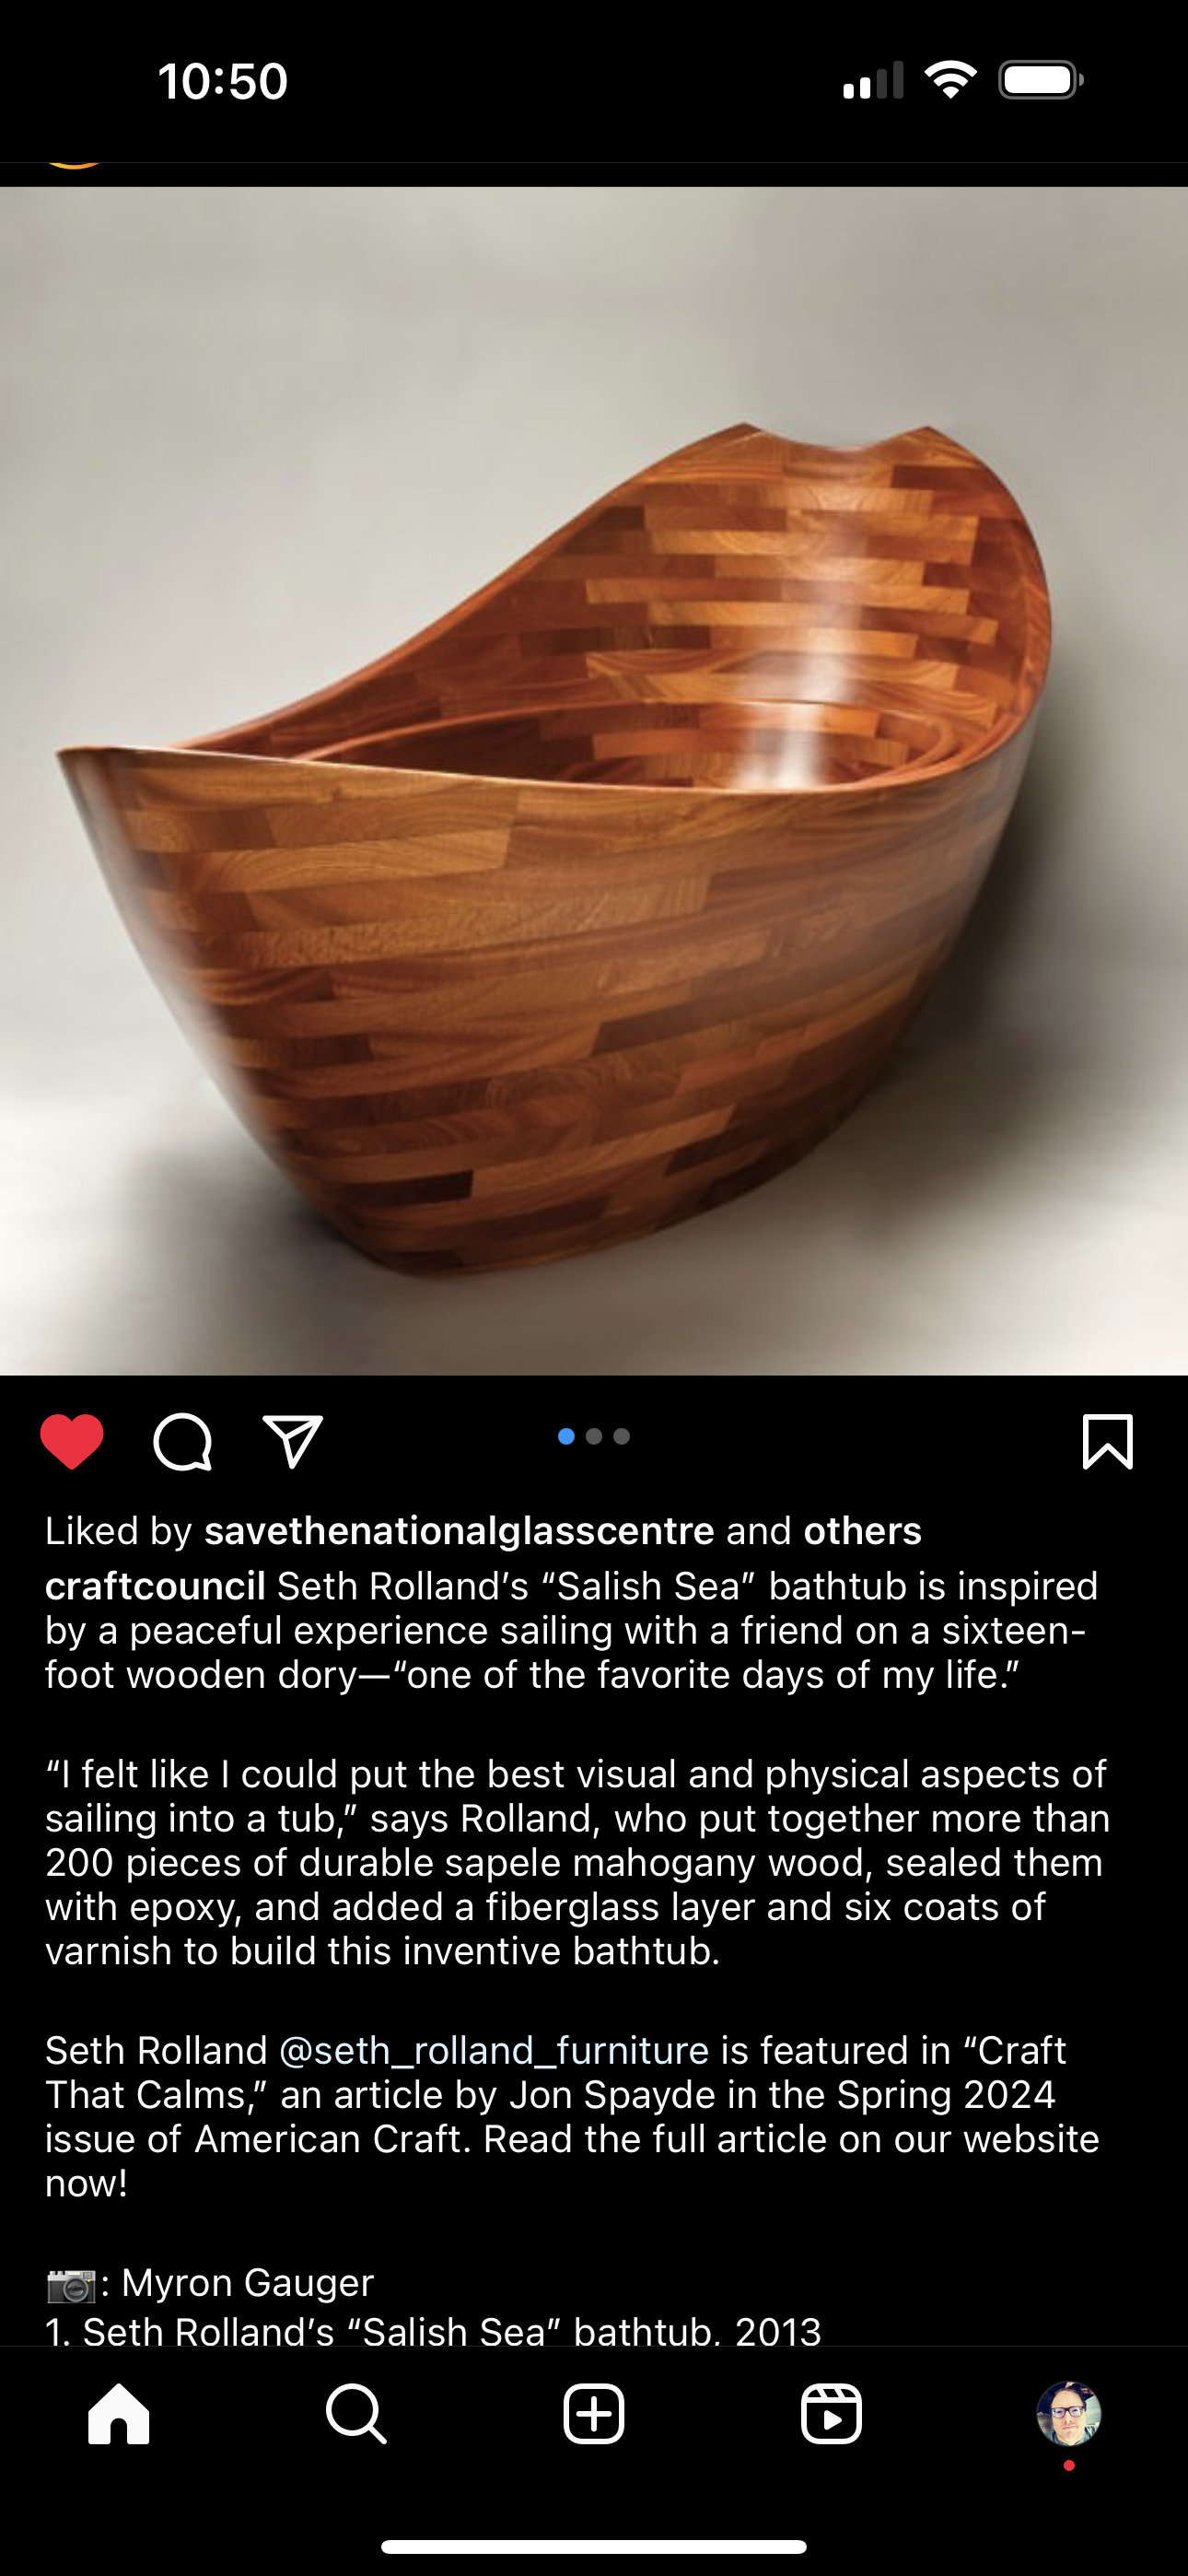 10:50
Liked by savethenationalglasscentre and others
craftcouncil Seth Rolland’s “Salish Sea” bathtub is inspired
by a peaceful experience sailing with a friend on a sixteen-
foot wooden dory—“one of the favorite days of my life.”
“I felt like I could put the best visual and physical aspects of
sailing into a tub,” says Rolland, who put together more than
200 pieces of durable sapele mahogany wood, sealed them
with epoxy, and added a fiberglass layer and six coats of
varnish to build this inventive bathtub.
Seth Rolland @seth_rolland_furniture is featured in “Craft
That Calms,” an article by Jon Spayde in the Spring 2024
issue of American Craft. Read the full article on our website
now!
📷: Myron Gauger
1. Seth Rolland’s “Salish Sea” bathtub, 2013